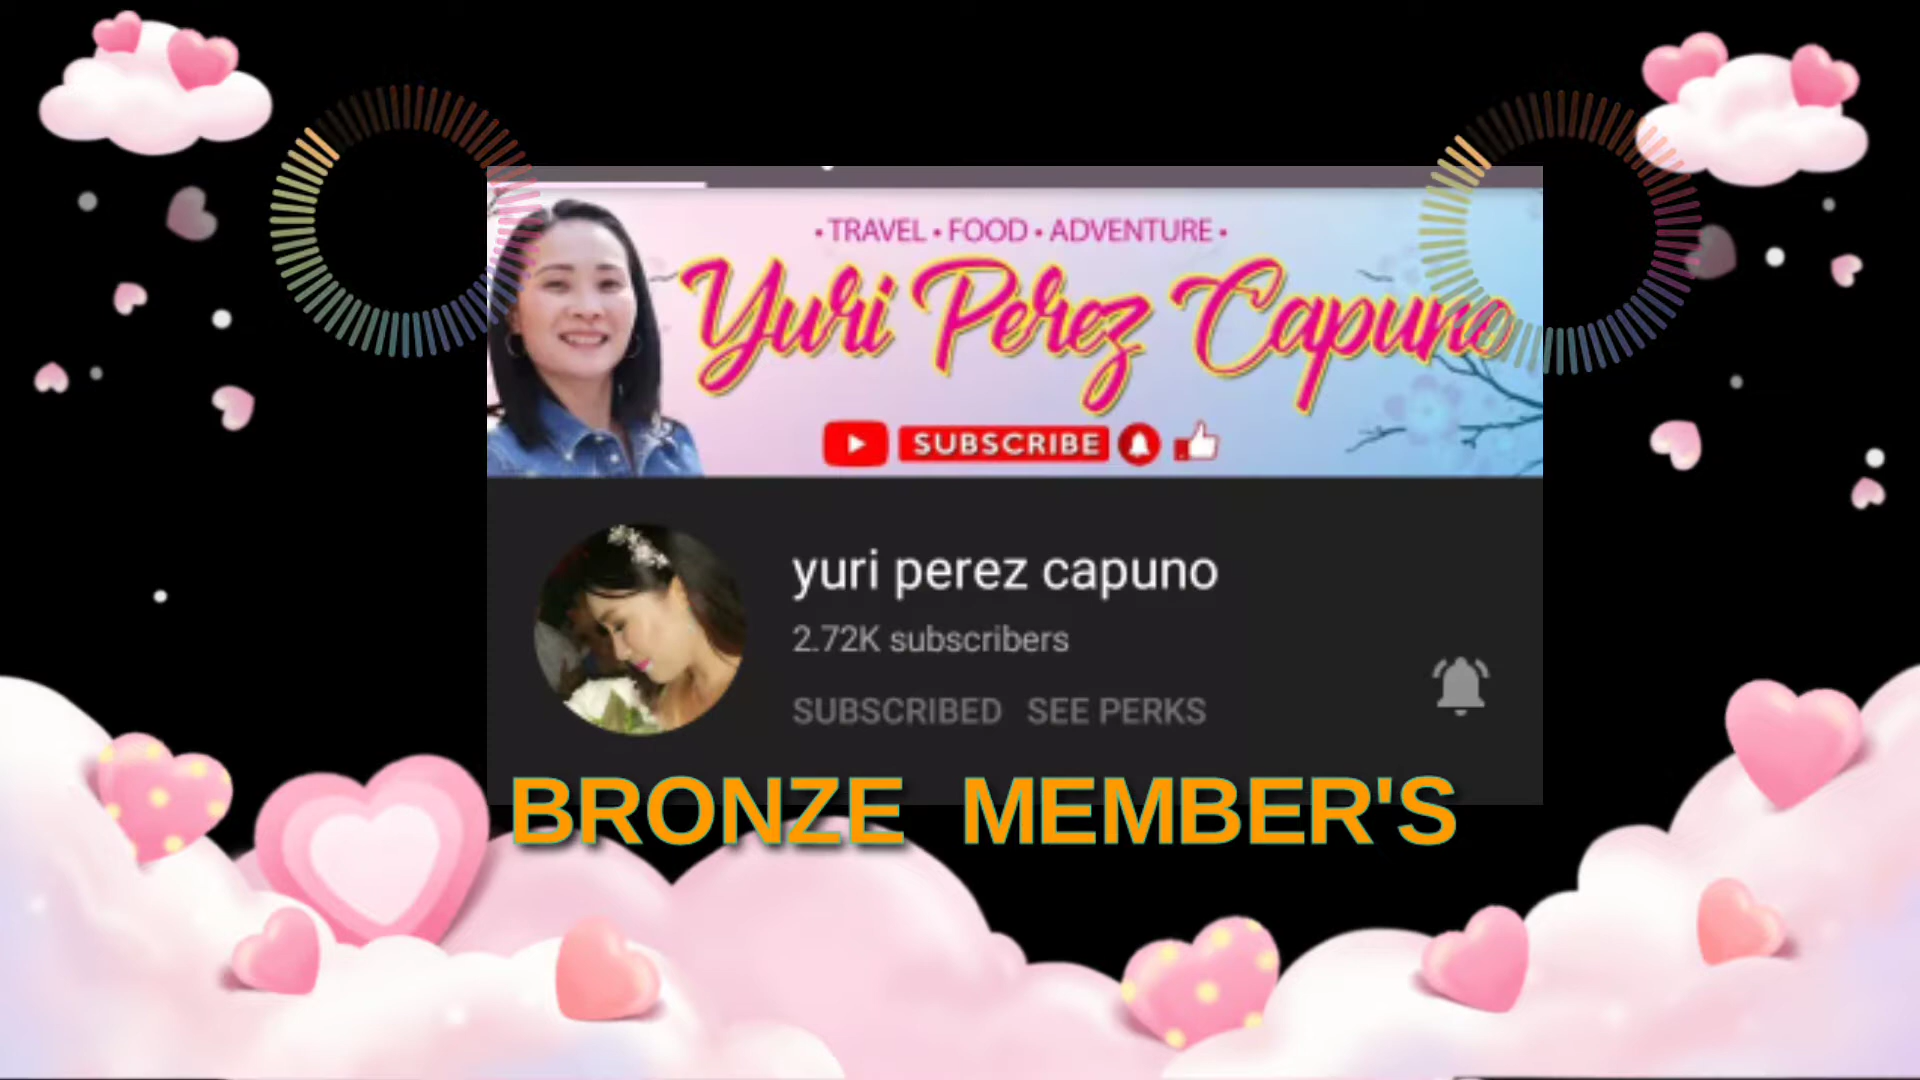 • TRAVEL • FOOD • ADVENTURE •
Yuri Perez Capuno
SUBSCRIBE
yuri perez capuno
2.72K subscribers
SUBSCRIBED SEE PERKS
BRONZE MEMBER'S